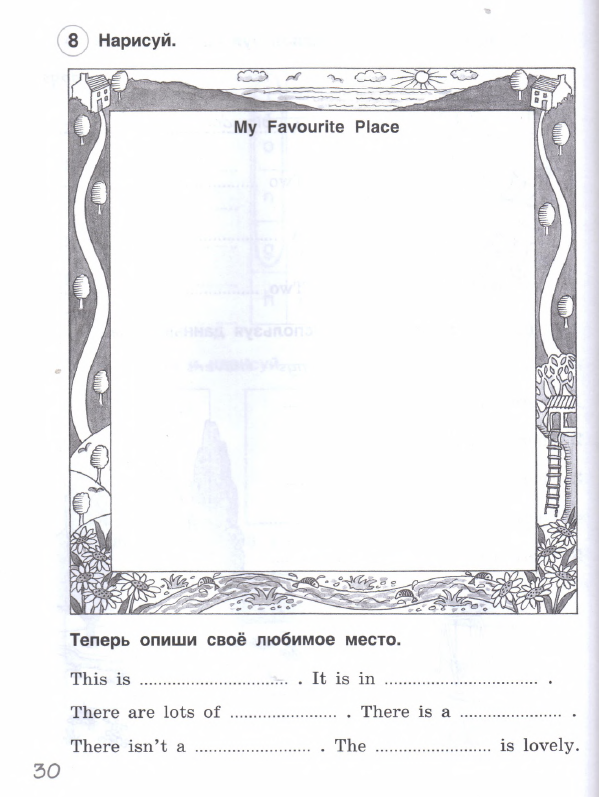 8 Нарисуй.
My Favourite Place
Теперь опиши своё любимое место.
This is .................................. . It is in ................................... .
There are lots of ........................ . There is a ....................... .
There isn't a .......................... . The .......................... is lovely.
30